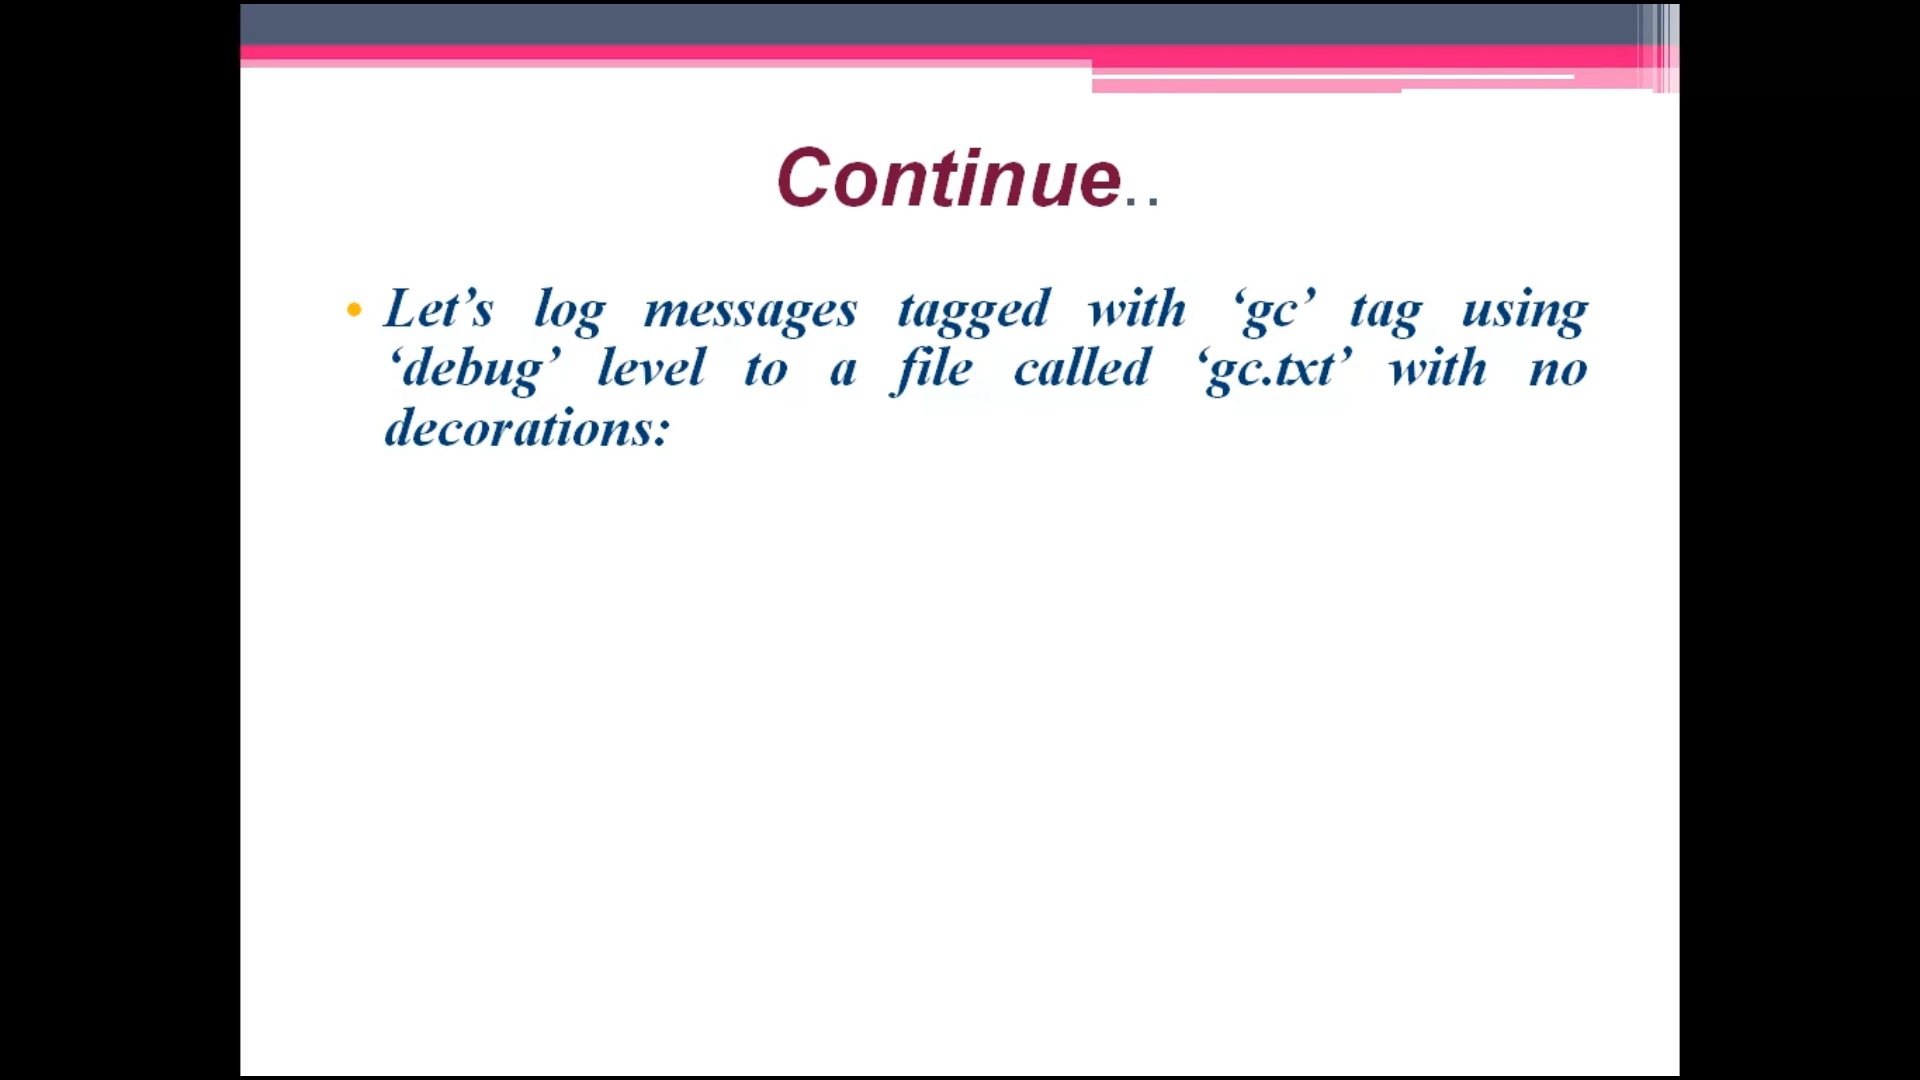 Continue..
• Let’s log messages tagged with ‘gc’ tag using
‘debug’ level to a file called ‘gc.txt’ with no
decorations: